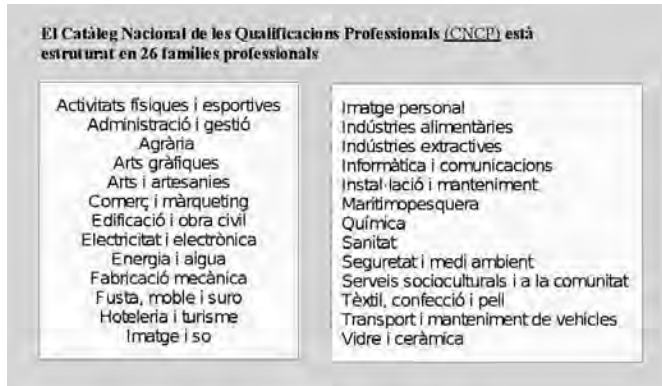 El Catàleg Nacional de les Qualificacions Professionals (CNCP) està
estruturat en 26 famílies professionals
Activitats físiques i esportives
Administració i gestió
Agrària
Arts gràfiques
Arts i artesanies
Comerç i màrqueting
Edificació i obra civil
Electricitat i electrònica
Energia i aigua
Fabricació mecànica
Fusta, moble i suro
Hoteleria i turisme
Imatge i so
Imatge personal
Indústries alimentàries
Indústries extractives
Informàtica i comunicacions
Instal·lació i manteniment
Marítimopesquera
Química
Sanitat
Seguretat i medi ambient
Serveis socioculturals i a la comunitat
Tèxtil, confecció i pell
Transport i manteniment de vehicles
Vidre i ceràmica